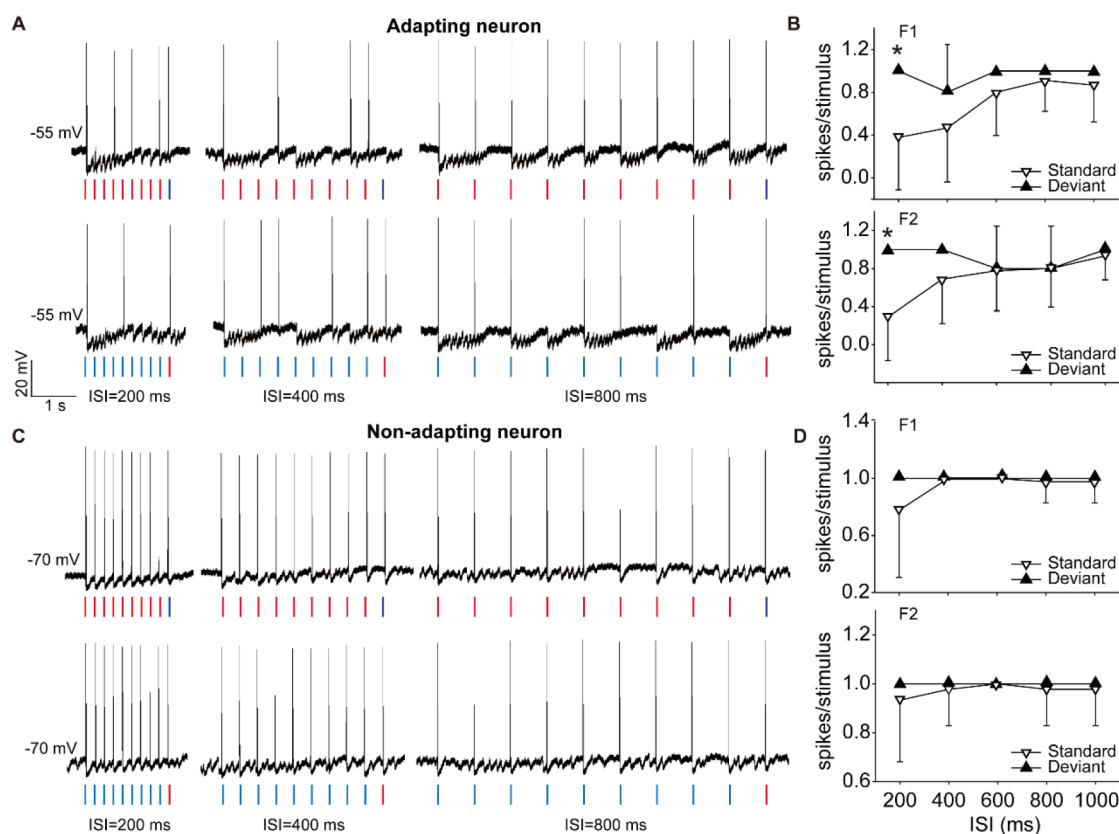 A
Adapting neuron
-55 mV
-55 mV
20 mV
1 s
ISI=200 ms
ISI=400 ms
ISI=800 ms
B
F1
*
1.2
0.8
0.4
0.0
spikes/stimulus
Standard
Deviant
F2
*
1.2
0.8
0.4
0.0
spikes/stimulus
Standard
Deviant
C
Non-adapting neuron
-70 mV
-70 mV
ISI=200 ms
ISI=400 ms
ISI=800 ms
D
F1
1.4
1.0
0.6
0.2
spikes/stimulus
Standard
Deviant
F2
1.2
1.0
0.8
0.6
spikes/stimulus
Standard
Deviant
200 400 600 800 1000
ISI (ms)